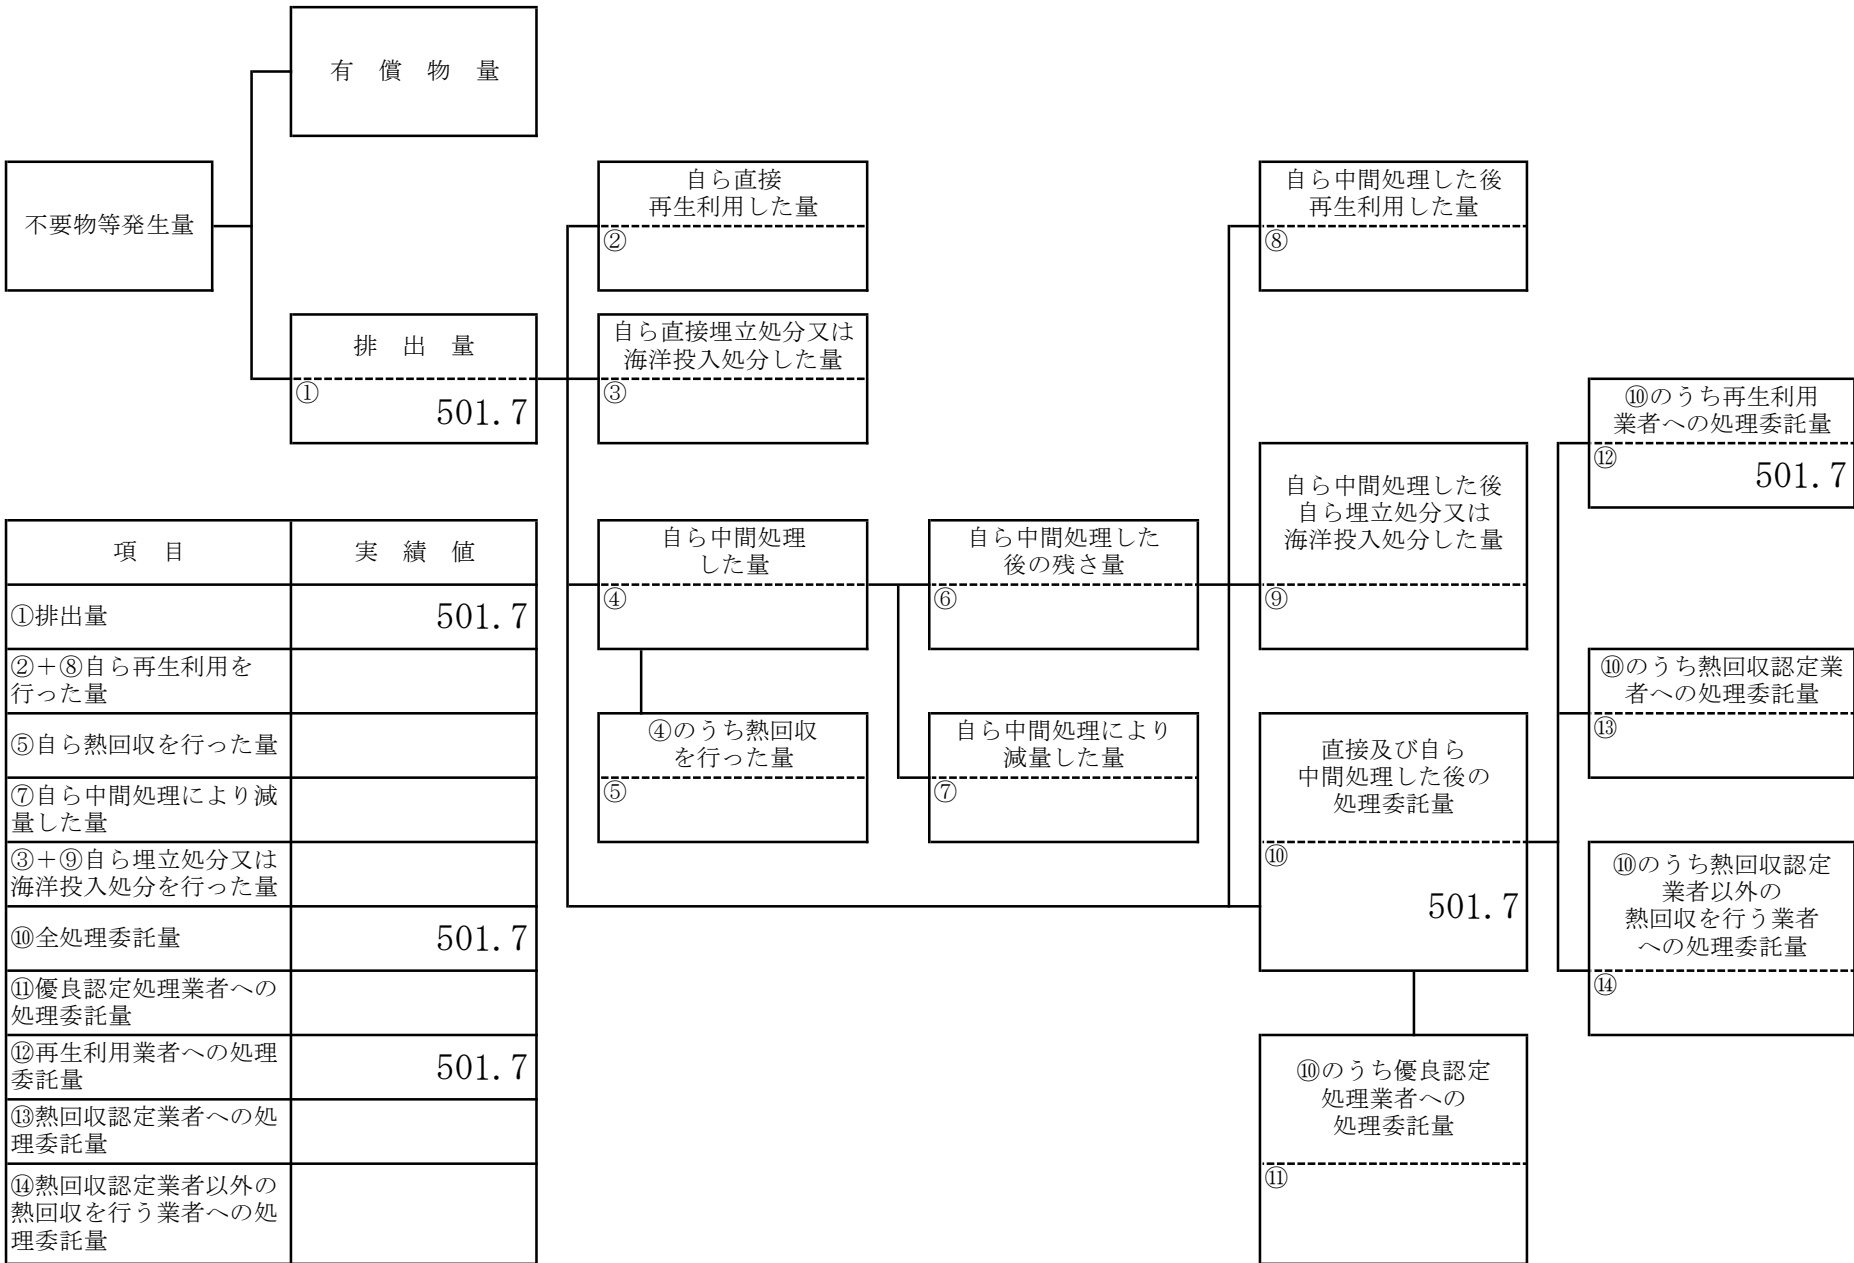 有償物量
不要物等発生量
排出量
①
501.7
自ら直接
再生利用した量
②
自ら直接埋立処分又は
海洋投入処分した量
③
自ら中間処理
した量
④
④のうち熱回収
を行った量
⑤
自ら中間処理した
後の残さ量
⑥
自ら中間処理により
減量した量
⑦
自ら中間処理した後
再生利用した量
⑧
自ら中間処理した後
自ら埋立処分又は
海洋投入処分した量
⑨
直接及び自ら
中間処理した後の
処理委託量
⑩
501.7
⑩のうち優良認定
処理業者への
処理委託量
⑪
⑩のうち再生利用
業者への処理委託量
⑫
501.7
⑩のうち熱回収認定業
者への処理委託量
⑬
⑩のうち熱回収認定
業者以外の
熱回収を行う業者
への処理委託量
⑭
項目 実績値
①排出量 501.7
②+⑧自ら再生利用を
行った量
⑤自ら熱回収を行った量
⑦自ら中間処理により減
量した量
③+⑨自ら埋立処分又は
海洋投入処分を行った量
⑩全処理委託量 501.7
⑪優良認定処理業者への
処理委託量
⑫再生利用業者への処理
委託量 501.7
⑬熱回収認定業者への処
理委託量
⑭熱回収認定業者以外の
熱回収を行う業者への処
理委託量